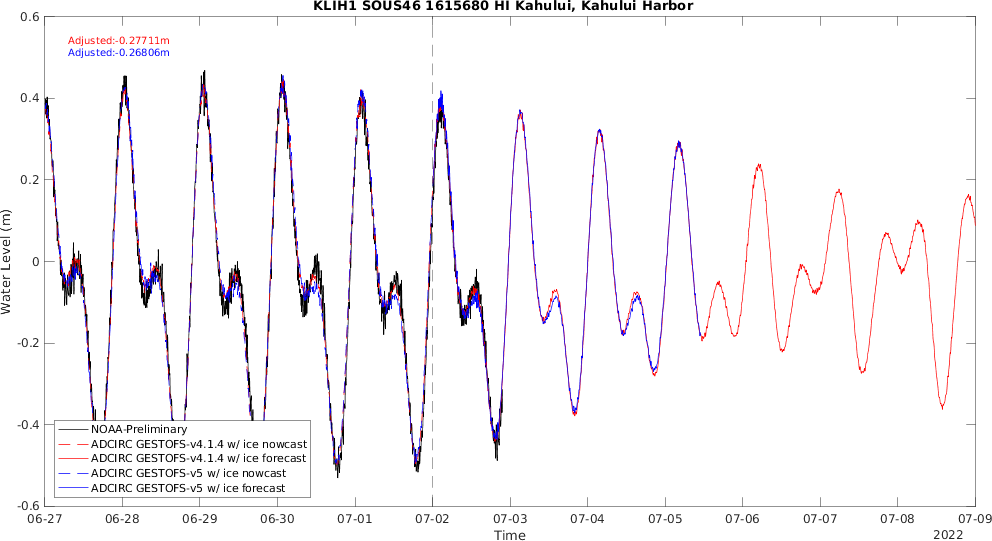 KLIH1 SOUS46 1615680 HI Kahului, Kahului Harbor
Adjusted:-0.27711m
Adjusted:-0.26806m
Water Level (m)
0.6
0.4
0.2
0
-0.2
-0.4
-0.6
NOAA-Preliminary
ADCIRC GESTOFS-v4.1.4 w/ ice nowcast
ADCIRC GESTOFS-v4.1.4 w/ ice forecast
ADCIRC GESTOFS-v5 w/ ice nowcast
ADCIRC GESTOFS-v5 w/ ice forecast
06-27 06-28 06-29 06-30 07-01 07-02 07-03 07-04 07-05 07-06 07-07 07-08 07-09
Time
2022